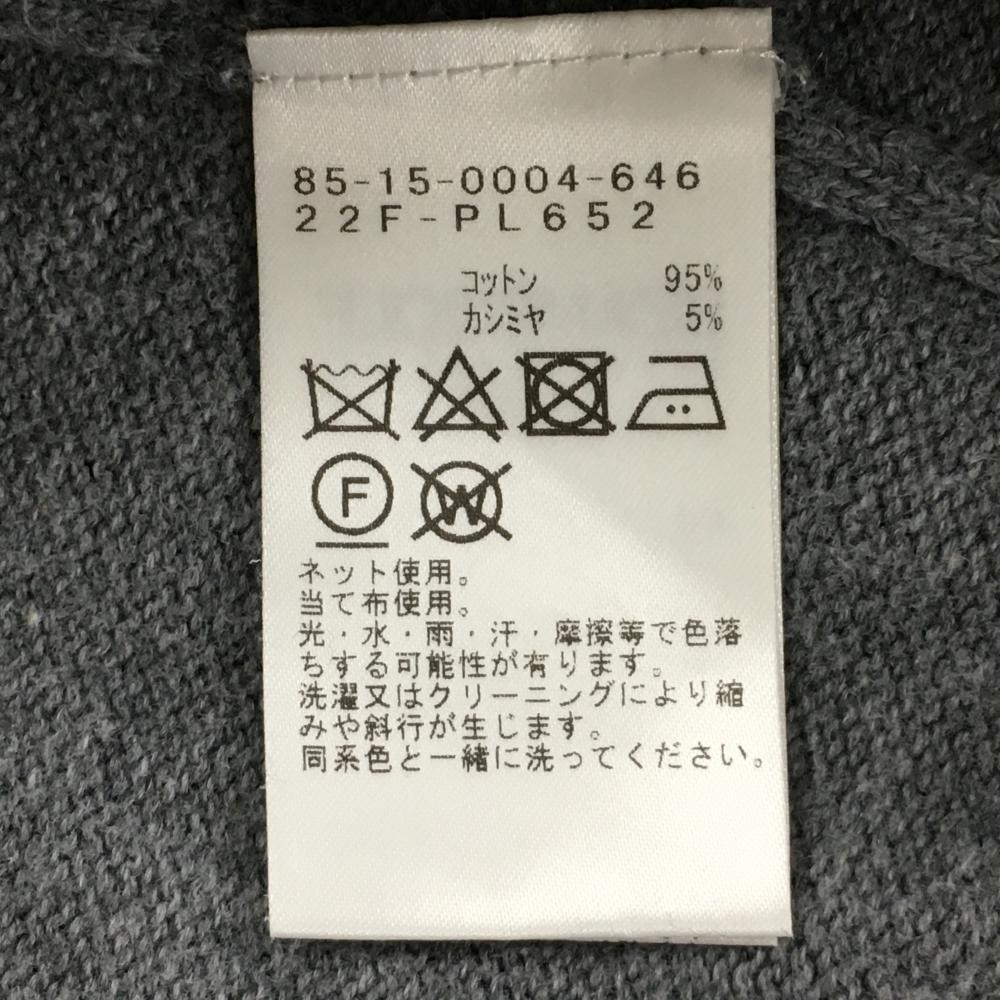 85-15-0004-646
22F-PL652
コットン 95%
カシミヤ 5%
F
W
ネット使用。
当て布使用。
光・水・雨・汗・摩擦等で色落
ちする可能性が有ります。
洗濯又はクリーニングにより縮
みや斜行が生じます。
同系色と一緒に洗ってください。